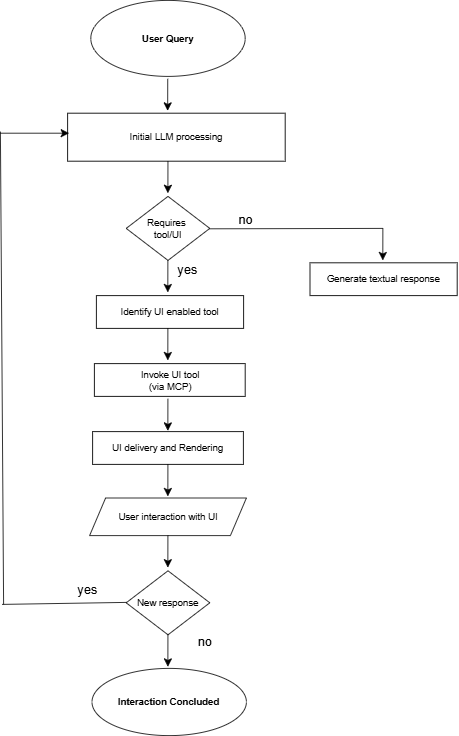 User Query
Initial LLM processing
Requires
tool/UI
no
yes
Generate textual response
Identify UI enabled tool
Invoke UI tool
(via MCP)
UI delivery and Rendering
User interaction with UI
yes
New response
no
Interaction Concluded